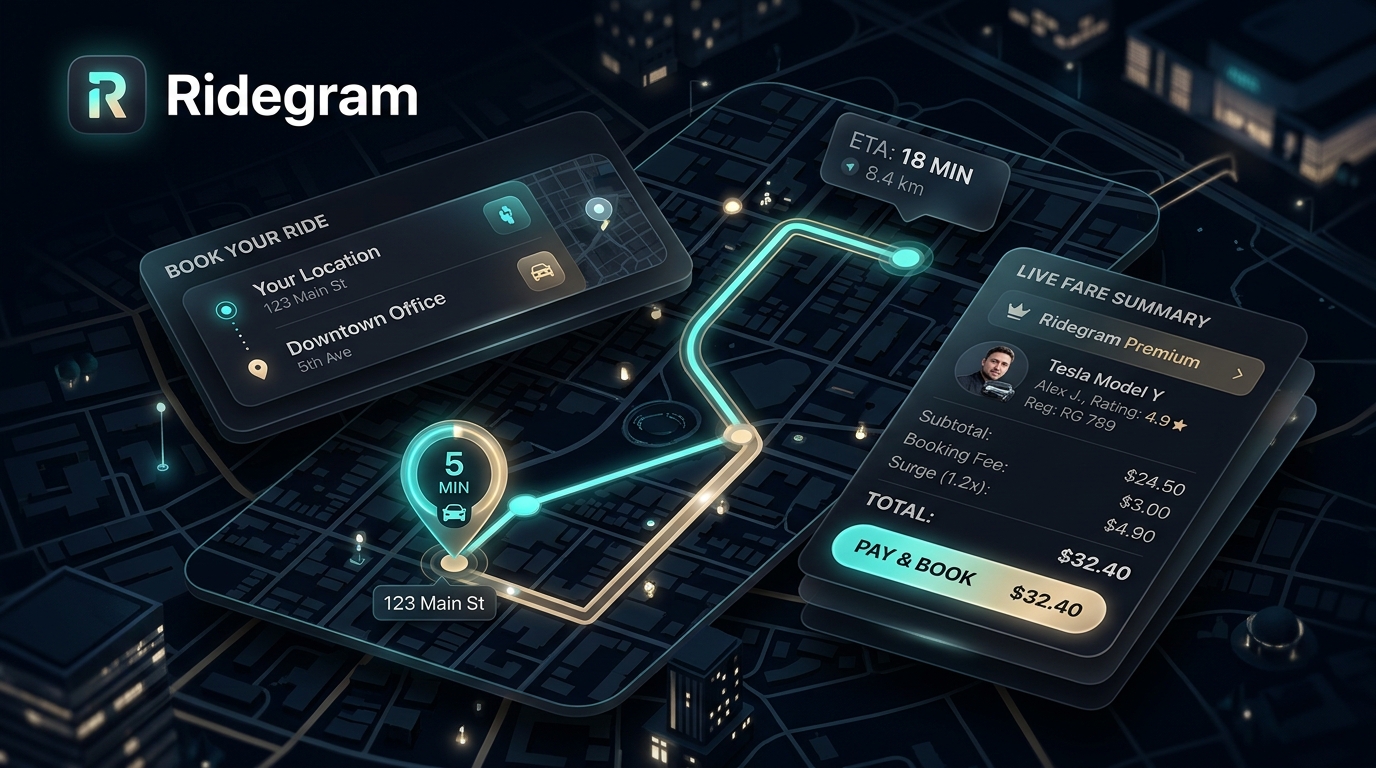 Ridegram
BOOK YOUR RIDE
Your Location
123 Main St
Downtown Office
5th Ave
ETA: 18 MIN
8.4 km
5
MIN
123 Main St
LIVE FARE SUMMARY
Ridegram Premium
Tesla Model Y
Alex J., Rating: 4.9★
Reg: RG 789
Subtotal: $24.50
Booking Fee: $3.00
Surge (1.2x): $4.90
TOTAL: $32.40
PAY & BOOK $32.40